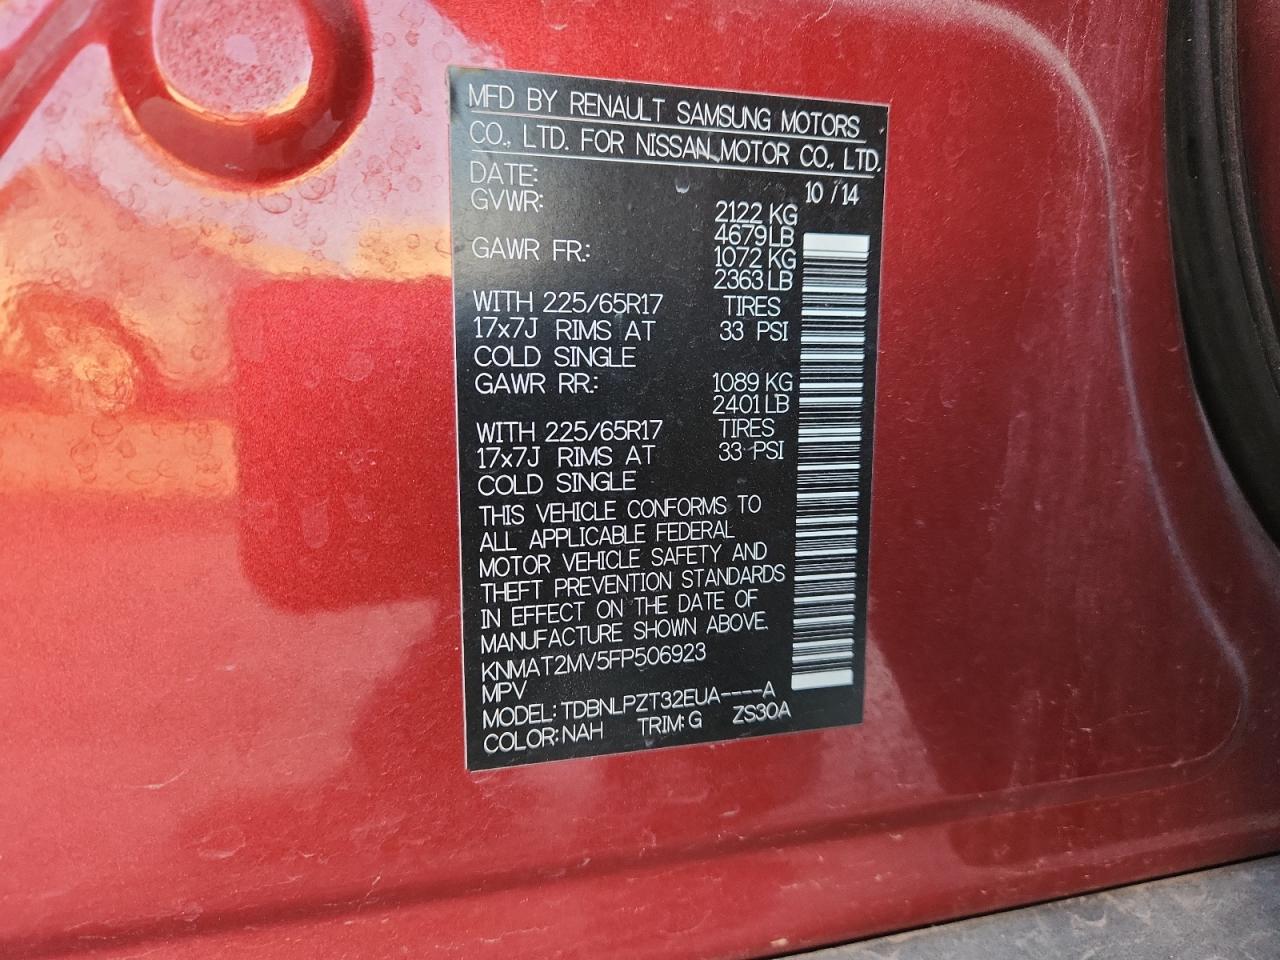 MFD BY RENAULT SAMSUNG MOTORS
CO., LTD. FOR NISSAN MOTOR CO., LTD.
DATE: 10 / 14
GVWR: 2122 KG
4679 LB
GAWR FR.: 1072 KG
2363 LB
WITH 225/65R17 TIRES
17x7J RIMS AT 33 PSI
COLD SINGLE
GAWR RR.: 1089 KG
2401 LB
WITH 225/65R17 TIRES
17x7J RIMS AT 33 PSI
COLD SINGLE
THIS VEHICLE CONFORMS TO
ALL APPLICABLE FEDERAL
MOTOR VEHICLE SAFETY AND
THEFT PREVENTION STANDARDS
IN EFFECT ON THE DATE OF
MANUFACTURE SHOWN ABOVE.
KNMAT2MV5FP506923
MPV
MODEL: TDBNLPZT32EUA----A
COLOR: NAH TRIM: G ZS30A